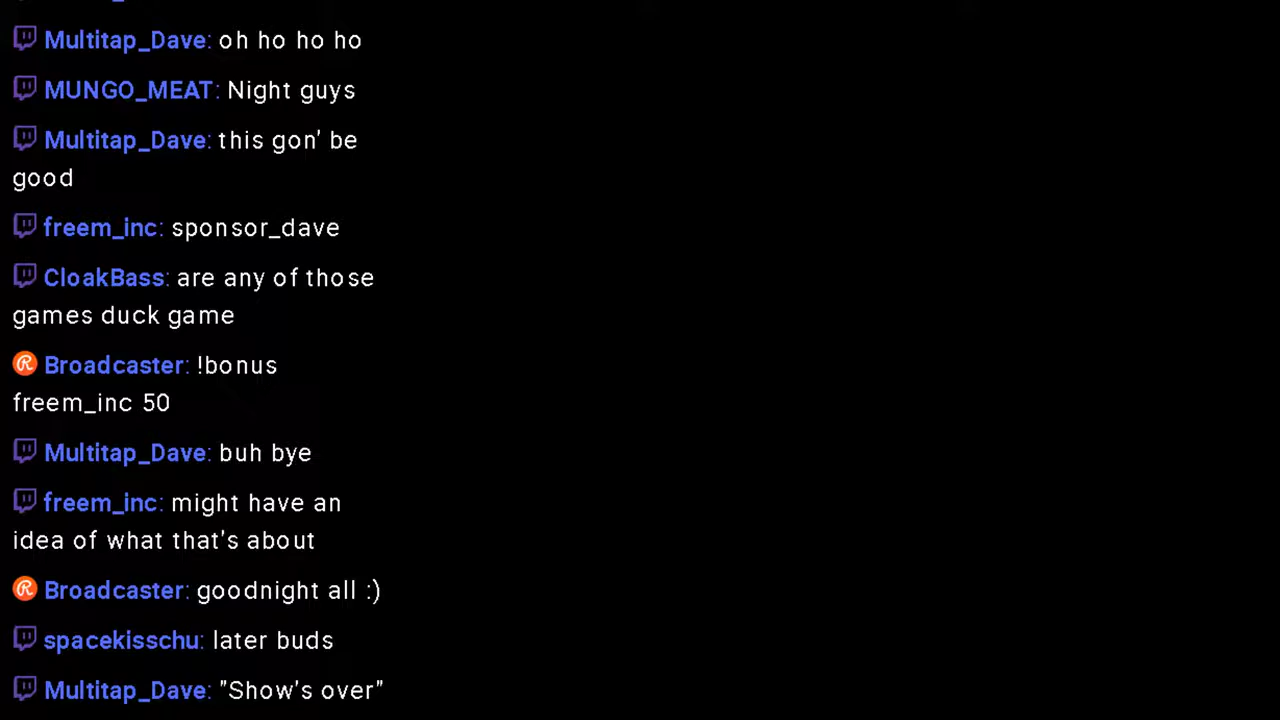 Multitap_Dave: oh ho ho ho
MUNGO_MEAT: Night guys
Multitap_Dave: this gon' be
good
freem_inc: sponsor_dave
CloakBass: are any of those
games duck game
Broadcaster: !bonus
freem_inc 50
Multitap_Dave: buh bye
freem_inc: might have an
idea of what that's about
Broadcaster: goodnight all :)
spacekisschu: later buds
Multitap_Dave: "Show's over"